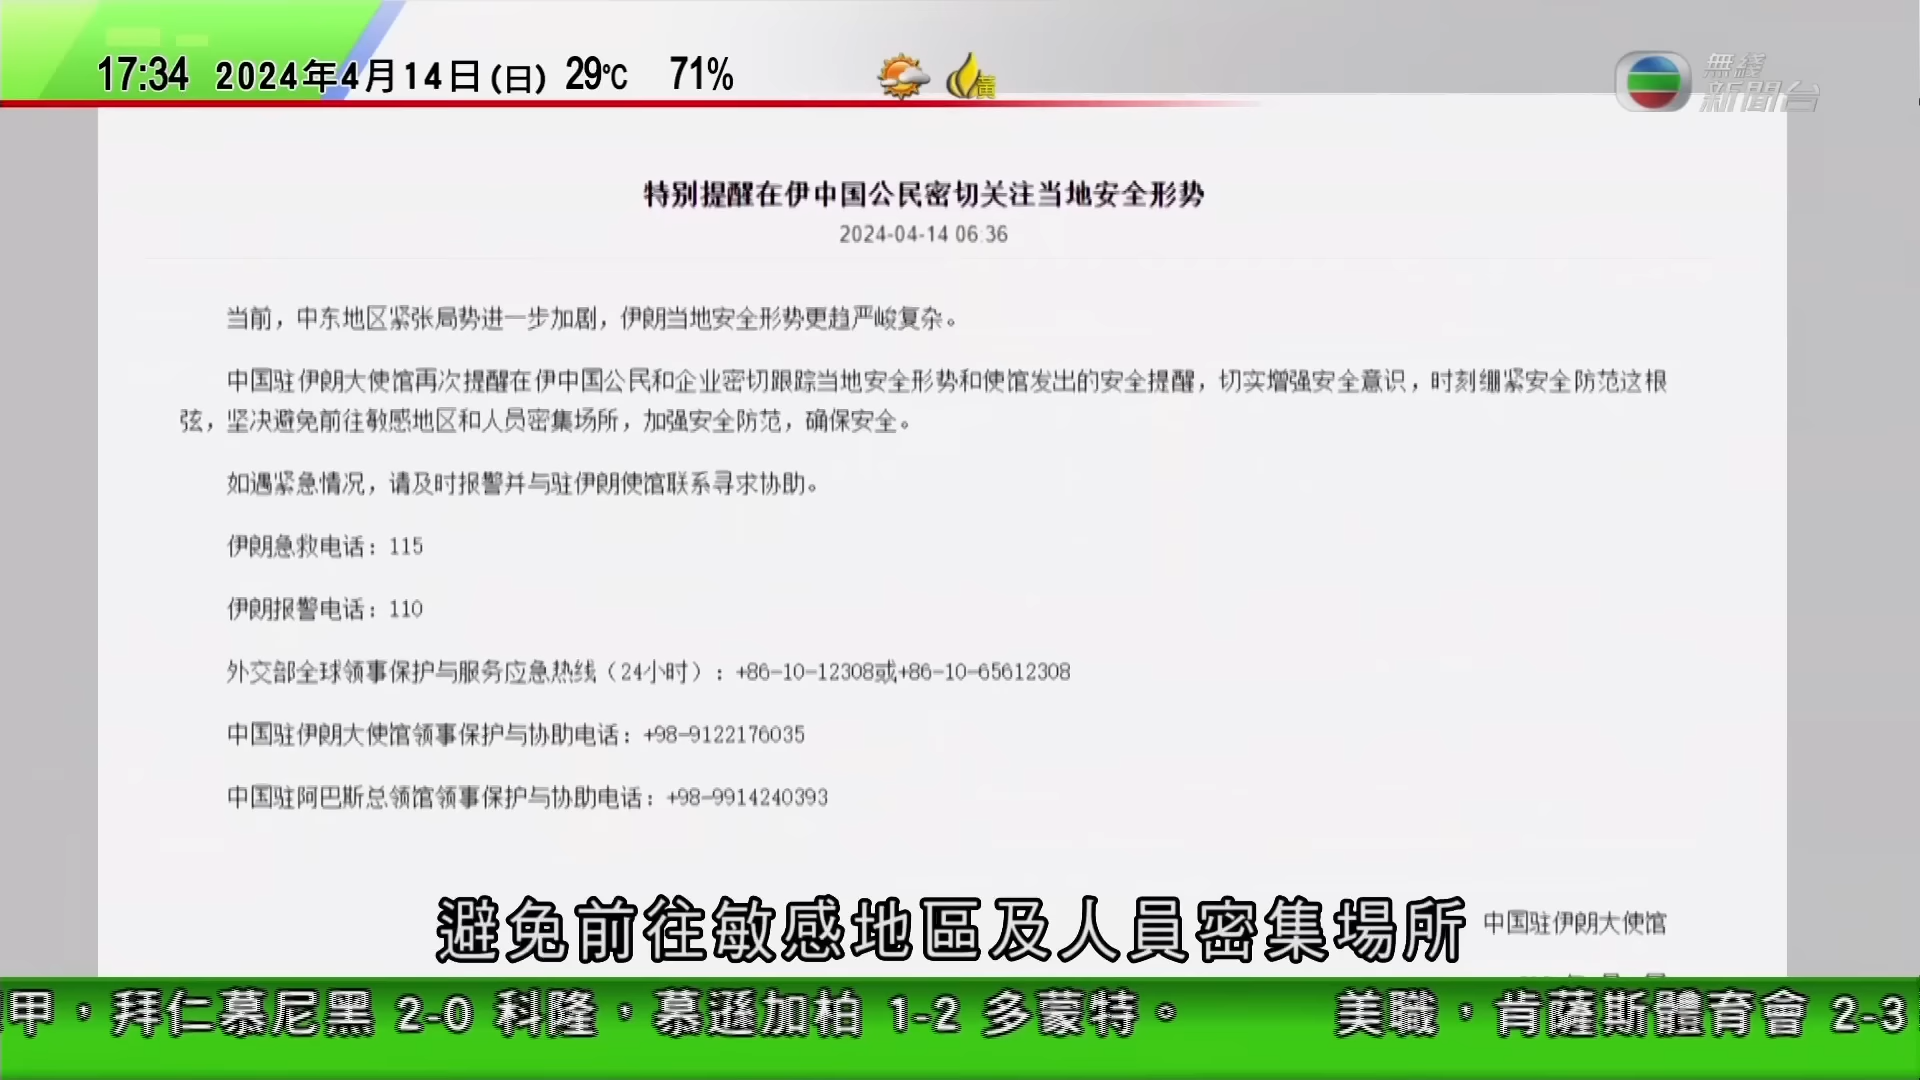 17:34 2024年4月14日(日) 29℃ 71%
黃
無綫
新聞台
特别提醒在伊中国公民密切关注当地安全形势
2024-04-14 06:36
当前，中东地区紧张局势进一步加剧，伊朗当地安全形势更趋严峻复杂。
中国驻伊朗大使馆再次提醒在伊中国公民和企业密切跟踪当地安全形势和使馆发出的安全提醒，切实增强安全意识，时刻绷紧安全防范这根
弦，坚决避免前往敏感地区和人员密集场所，加强安全防范，确保安全。
如遇紧急情况，请及时报警并与驻伊朗使馆联系寻求协助。
伊朗急救电话：115
伊朗报警电话：110
外交部全球领事保护与服务应急热线（24小时）：+86-10-12308或+86-10-65612308
中国驻伊朗大使馆领事保护与协助电话：+98-9122176035
中国驻阿巴斯总领馆领事保护与协助电话：+98-9914240393
中国驻伊朗大使馆
避免前往敏感地區及人員密集場所
甲．拜仁慕尼黑 2-0 科隆，慕遜加柏 1-2 多蒙特。 美職，肯薩斯體育會 2-3